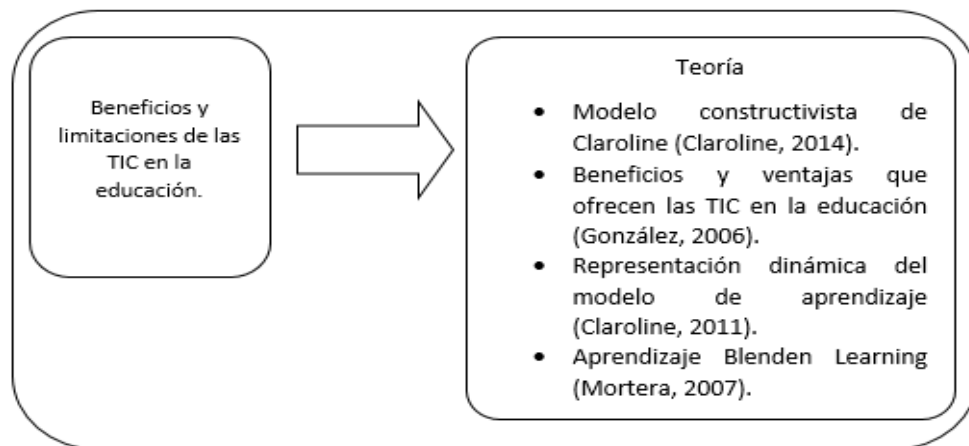 Beneficios y
limitaciones de las
TIC en la
educación.
Teoría
• Modelo constructivista de
Claroline (Claroline, 2014).
• Beneficios y ventajas que
ofrecen las TIC en la educación
(González, 2006).
• Representación dinámica del
modelo de aprendizaje
(Claroline, 2011).
• Aprendizaje Blenden Learning
(Mortera, 2007).